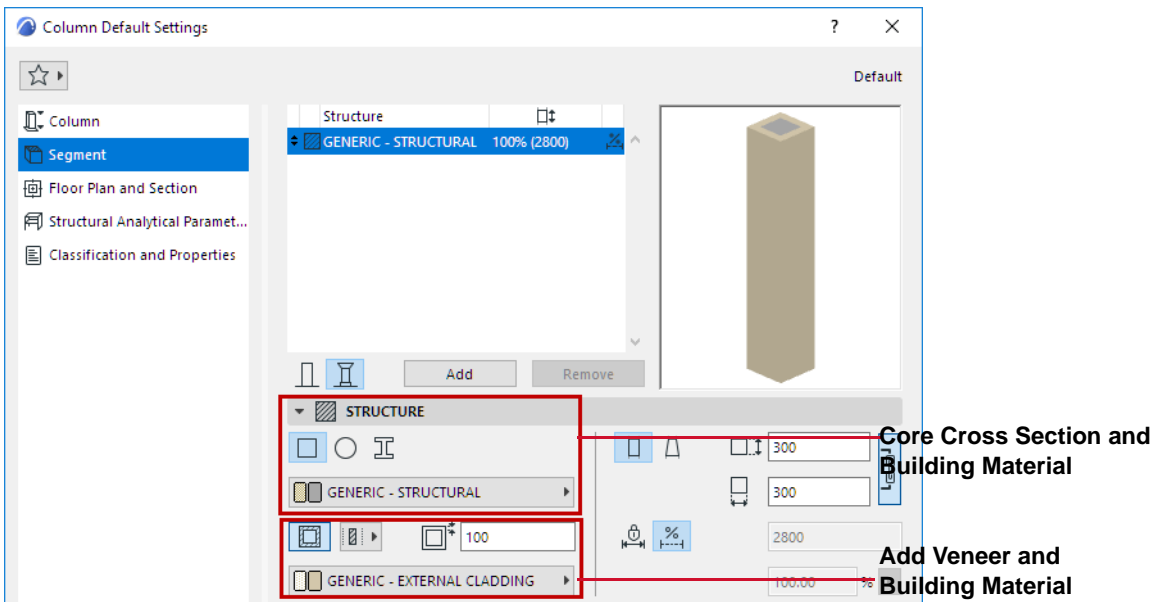 Column Default Settings
?
Default
Column
Segment
Floor Plan and Section
Structural Analytical Paramet...
Classification and Properties
Structure
GENERIC - STRUCTURAL 100% (2800)
Add
Remove
STRUCTURE
300
GENERIC - STRUCTURAL
300
100
2800
GENERIC - EXTERNAL CLADDING
100.00 %
Core Cross Section and
Building Material
Add Veneer and
Building Material